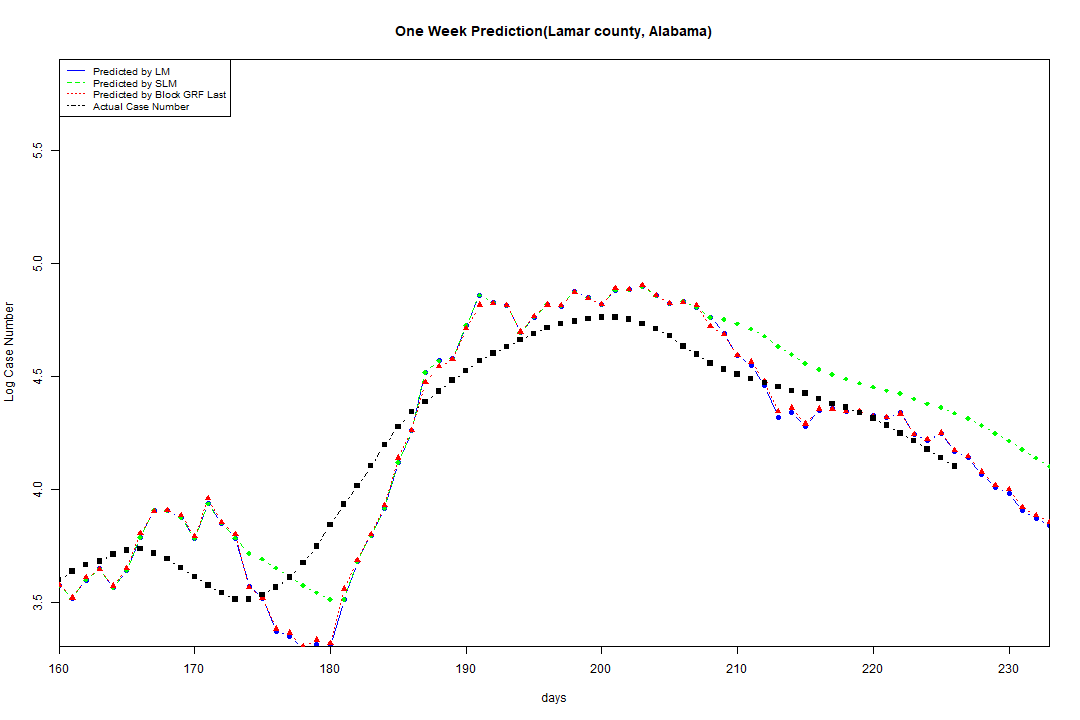 One Week Prediction(Lamar county, Alabama)
Predicted by LM
Predicted by SLM
Predicted by Block GRF Last
Actual Case Number
5.5
5.0
4.5
4.0
3.5
Log Case Number
160 170 180 190 200 210 220 230
days